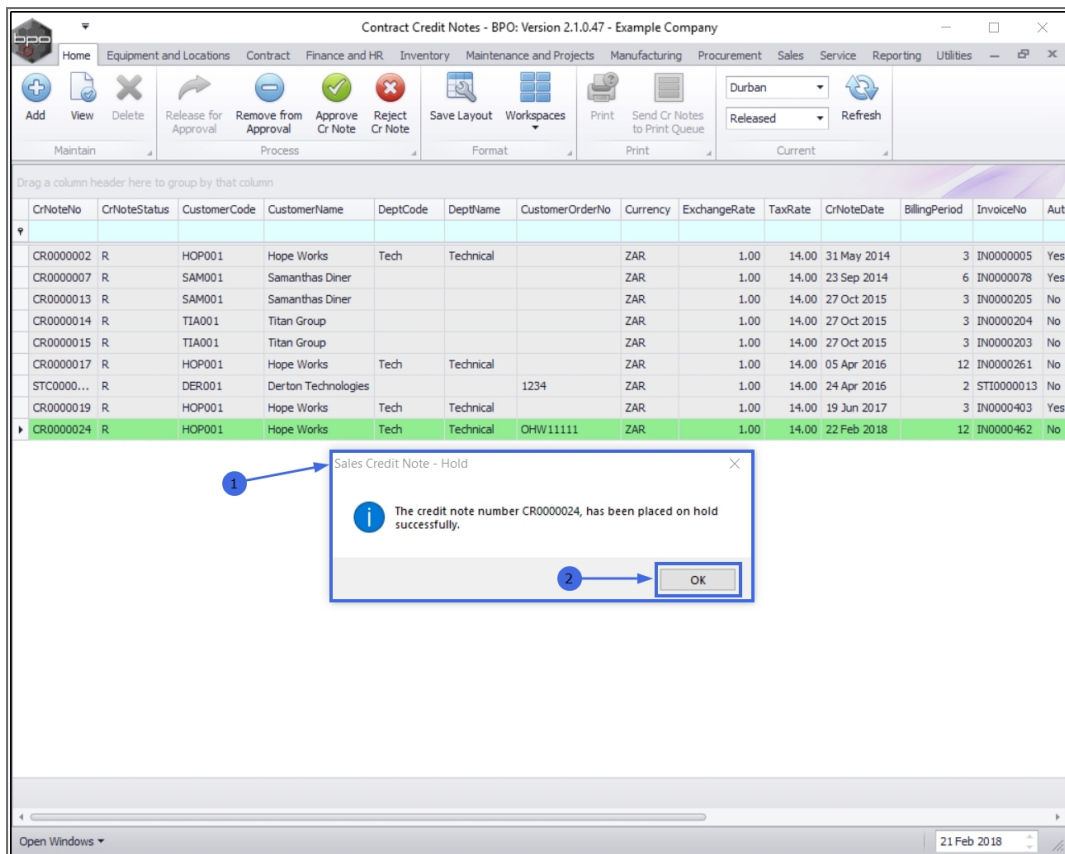 Contract Credit Notes - BPO: Version 2.1.0.47 - Example Company
bpo
Home Equipment and Locations Contract Finance and HR Inventory Maintenance and Projects Manufacturing Procurement Sales Service Reporting Utilities
Add View Delete Release for Approval Remove from Approval Approve Cr Note Reject Cr Note Save Layout Workspaces Print Send Cr Notes to Print Queue Durban Released Refresh
Maintain Process Format Print Current
Drag a column header here to group by that column
CrNoteNo CrNoteStatus CustomerCode CustomerName DeptCode DeptName CustomerOrderNo Currency ExchangeRate TaxRate CrNoteDate BillingPeriod InvoiceNo Aut
CR0000002 R HOP001 Hope Works Tech Technical ZAR 1.00 14.00 31 May 2014 3 IN0000005 Yes
CR0000007 R SAM001 Samanthas Diner ZAR 1.00 14.00 23 Sep 2014 6 IN0000078 Yes
CR0000013 R SAM001 Samanthas Diner ZAR 1.00 14.00 27 Oct 2015 3 IN0000205 No
CR0000014 R TIA001 Titan Group ZAR 1.00 14.00 27 Oct 2015 3 IN0000204 No
CR0000015 R TIA001 Titan Group ZAR 1.00 14.00 27 Oct 2015 3 IN0000203 No
CR0000017 R HOP001 Hope Works Tech Technical ZAR 1.00 14.00 05 Apr 2016 12 IN0000261 No
STC0000... R DER001 Derton Technologies 1234 ZAR 1.00 14.00 24 Apr 2016 2 STI0000013 No
CR0000019 R HOP001 Hope Works Tech Technical ZAR 1.00 14.00 19 Jun 2017 3 IN0000403 Yes
CR0000024 R HOP001 Hope Works Tech Technical OHW11111 ZAR 1.00 14.00 22 Feb 2018 12 IN0000462 No
Sales Credit Note - Hold
1
The credit note number CR0000024, has been placed on hold
successfully.
2
OK
Open Windows
21 Feb 2018